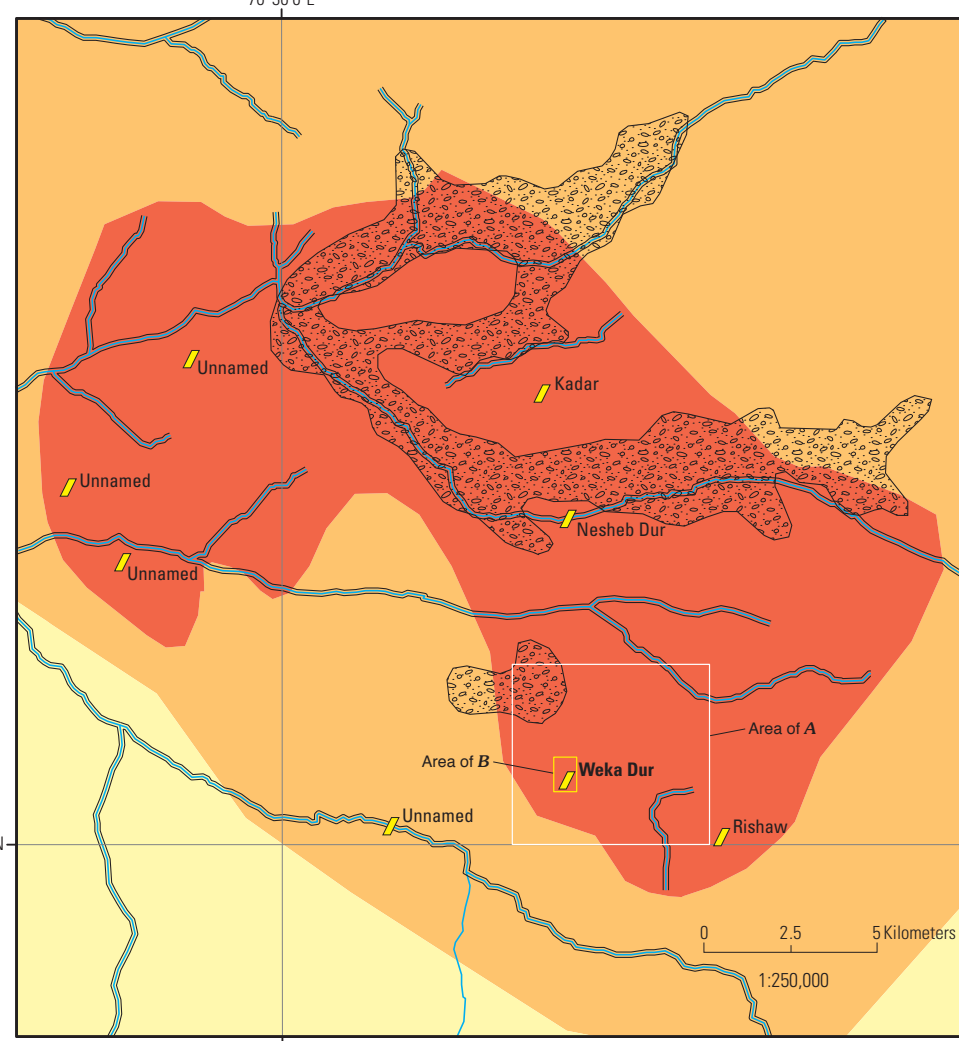 Unnamed
Kadar
Unnamed
Nesheb Dur
Unnamed
Area of A
Area of B
Weka Dur
Unnamed
Rishaw
N
0 2.5 5 Kilometers
1:250,000